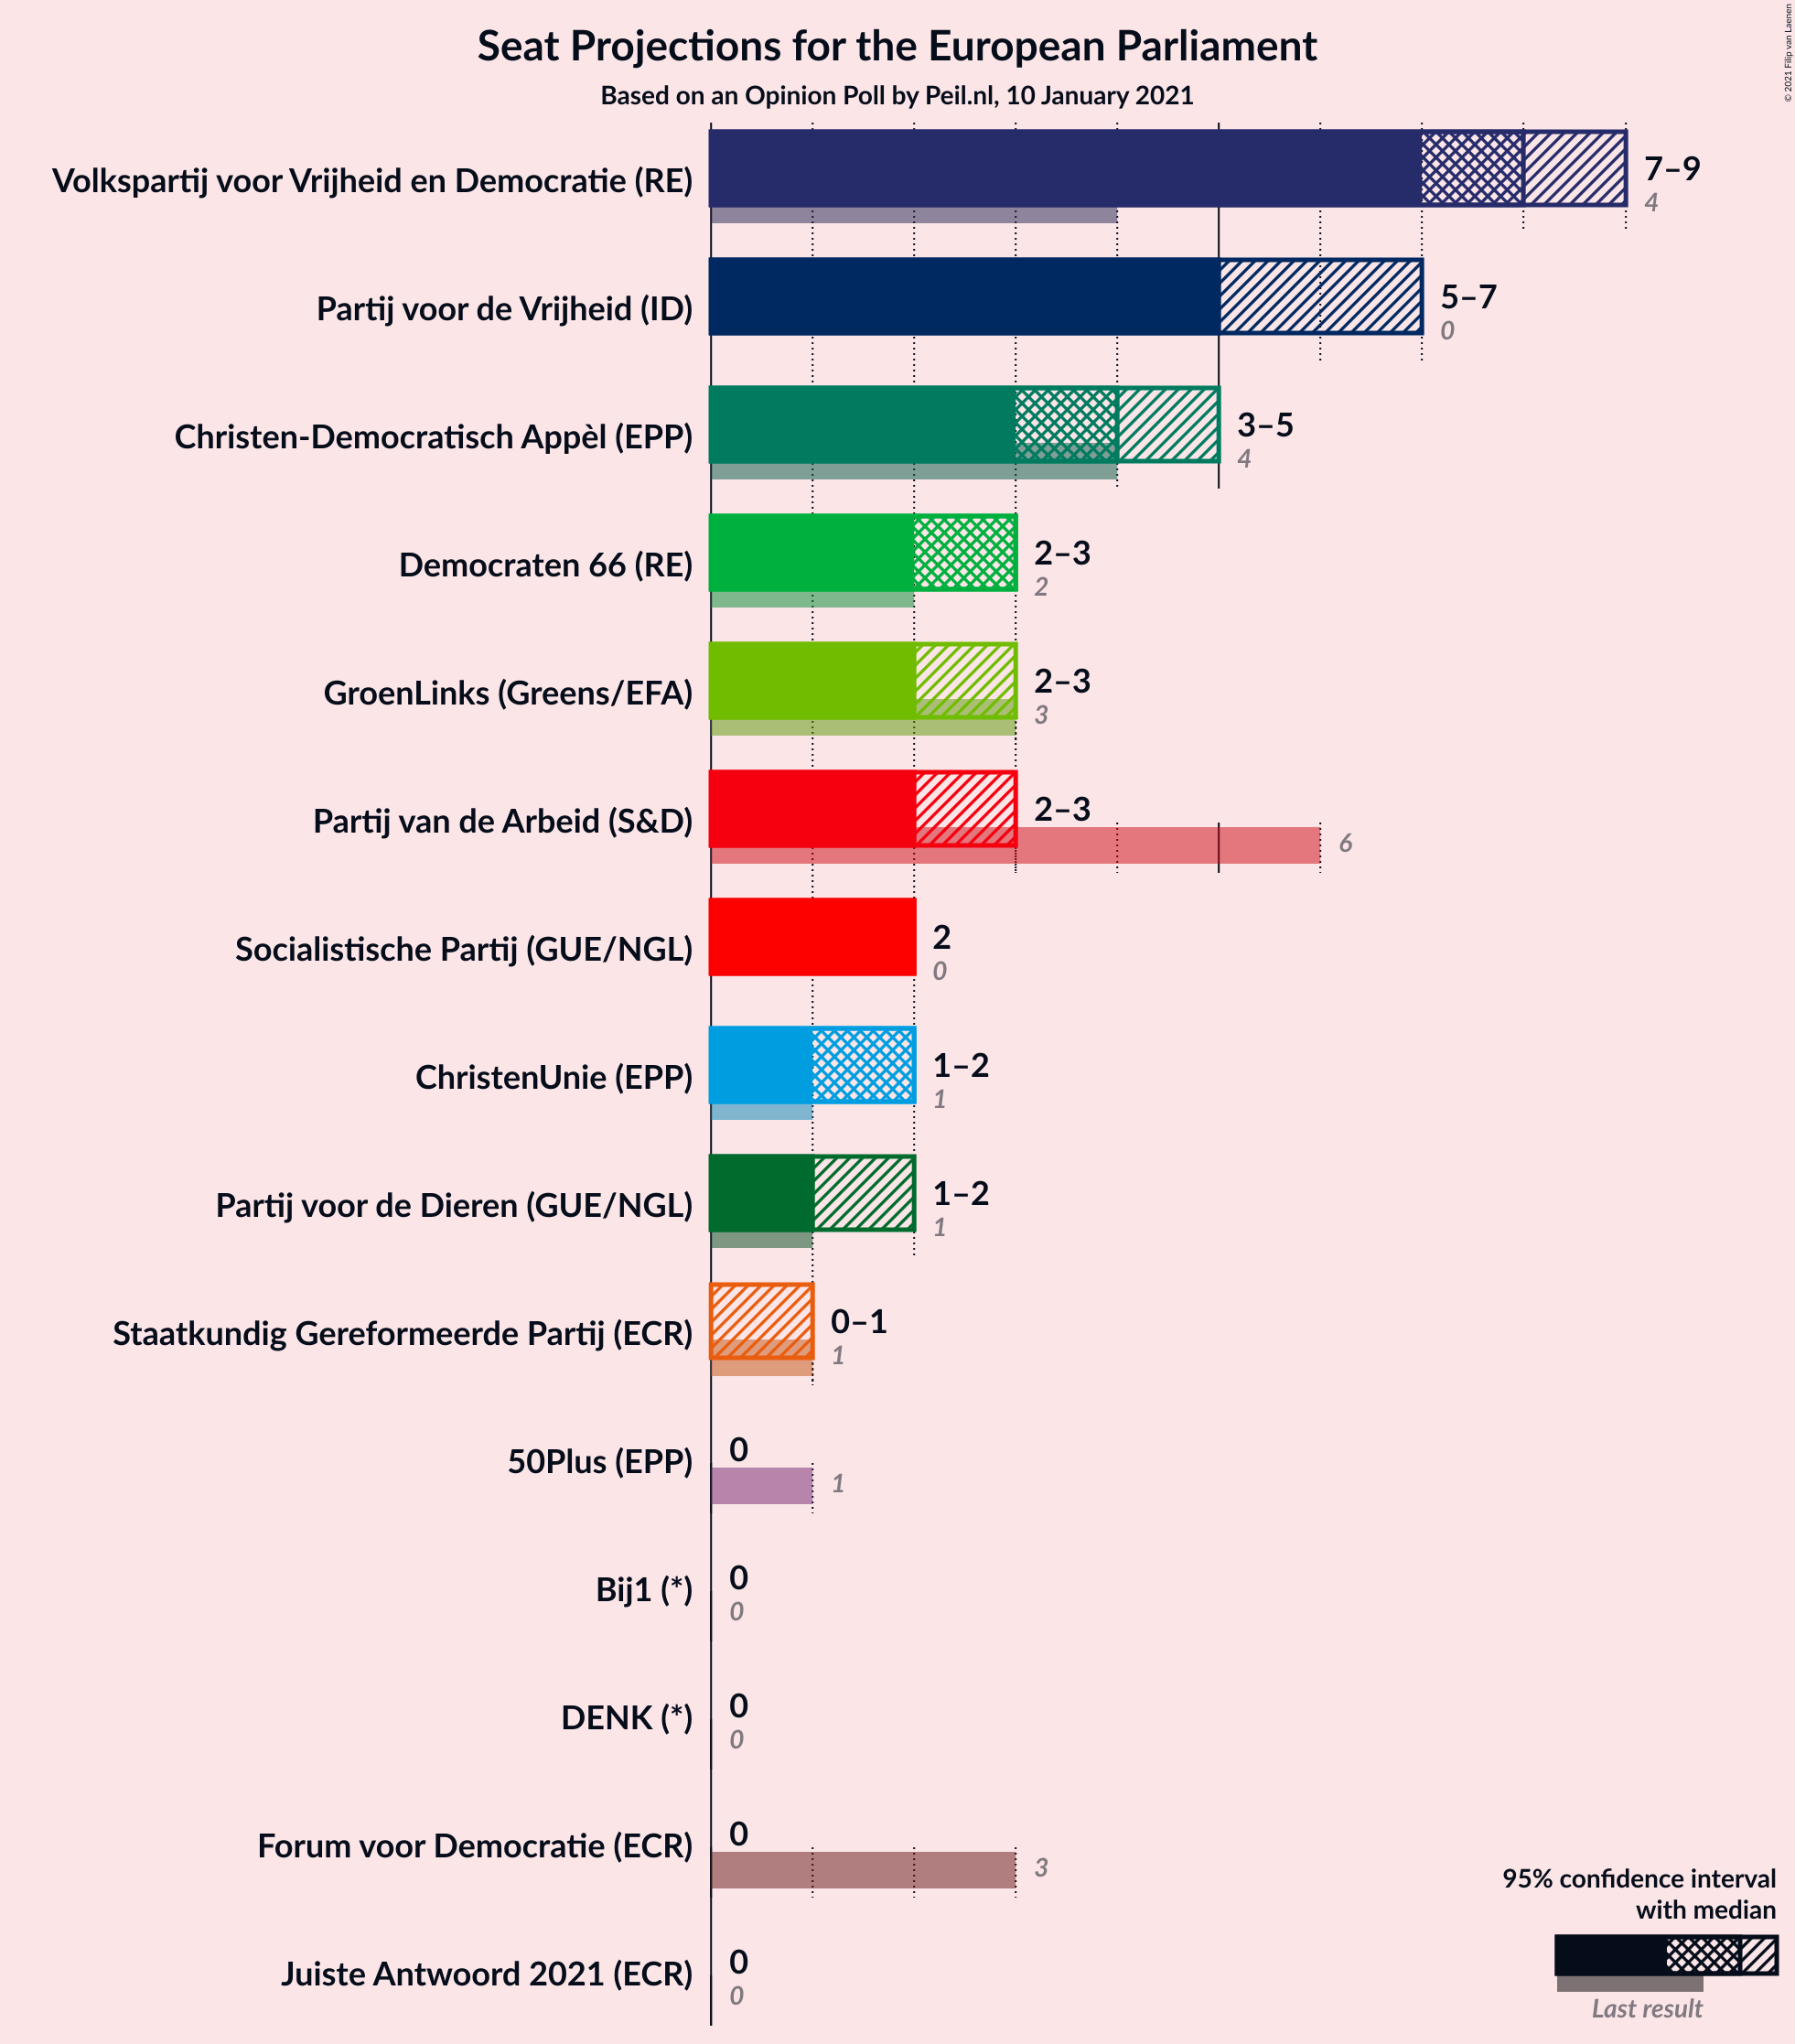 Seat Projections for the European Parliament
Based on an Opinion Poll by Peil.nl, 10 January 2021
© 2021 Filip van Laenen
Volkspartij voor Vrijheid en Democratie (RE)
7–9
4
Partij voor de Vrijheid (ID)
5–7
0
Christen-Democratisch Appèl (EPP)
3–5
4
Democraten 66 (RE)
2–3
2
GroenLinks (Greens/EFA)
2–3
3
Partij van de Arbeid (S&D)
2–3
6
Socialistische Partij (GUE/NGL)
2
0
ChristenUnie (EPP)
1–2
1
Partij voor de Dieren (GUE/NGL)
1–2
1
Staatkundig Gereformeerde Partij (ECR)
0–1
1
50Plus (EPP)
0
1
Bij1 (*)
0
0
DENK (*)
0
0
Forum voor Democratie (ECR)
0
3
Juiste Antwoord 2021 (ECR)
0
0
95% confidence interval
with median
Last result